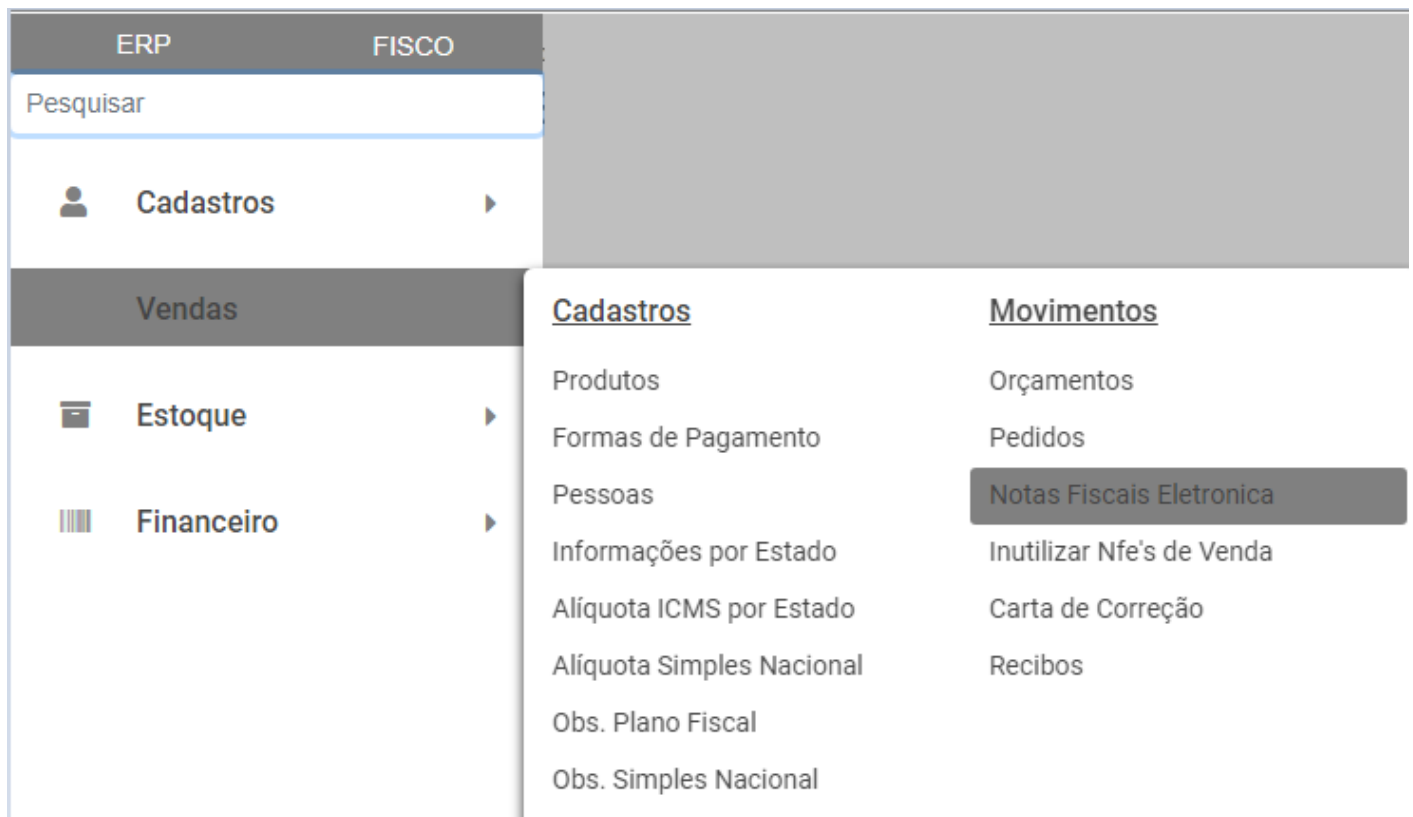 ERP FISCO
Pesquisar
Cadastros
Vendas
Estoque
Financeiro
Cadastros
Produtos
Formas de Pagamento
Pessoas
Informações por Estado
Alíquota ICMS por Estado
Alíquota Simples Nacional
Obs. Plano Fiscal
Obs. Simples Nacional
Movimentos
Orçamentos
Pedidos
Notas Fiscais Eletronica
Inutilizar Nfe's de Venda
Carta de Correção
Recibos